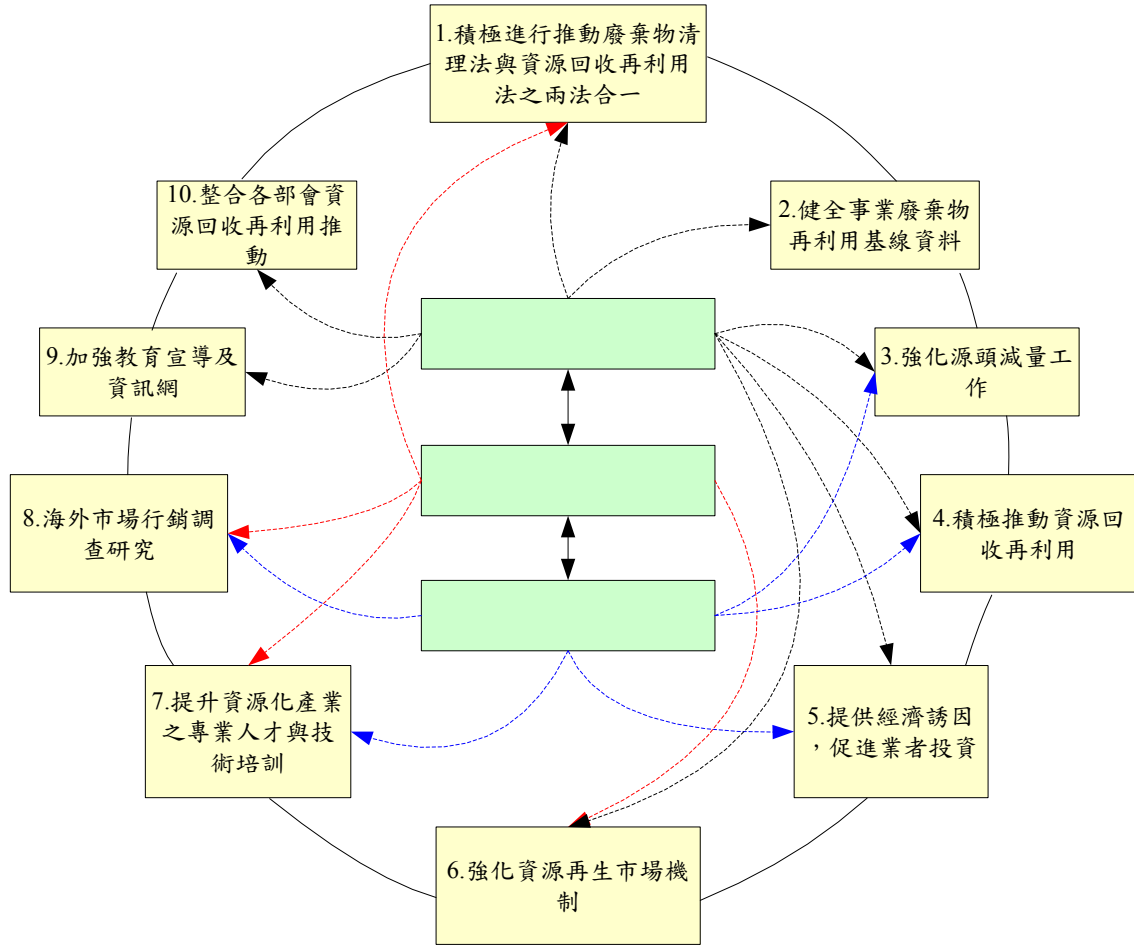 1.積極進行推動廢棄物清
理法與資源回收再利用
法之兩法合一
2.健全事業廢棄物
再利用基線資料
3.強化源頭減量工
作
4.積極推動資源回
收再利用
5.提供經濟誘因
，促進業者投資
6.強化資源再生市場機
制
7.提升資源化產業
之專業人才與技
術培訓
8.海外市場行銷調
查研究
9.加強教育宣導及
資訊網
10.整合各部會資
源回收再利用推
動